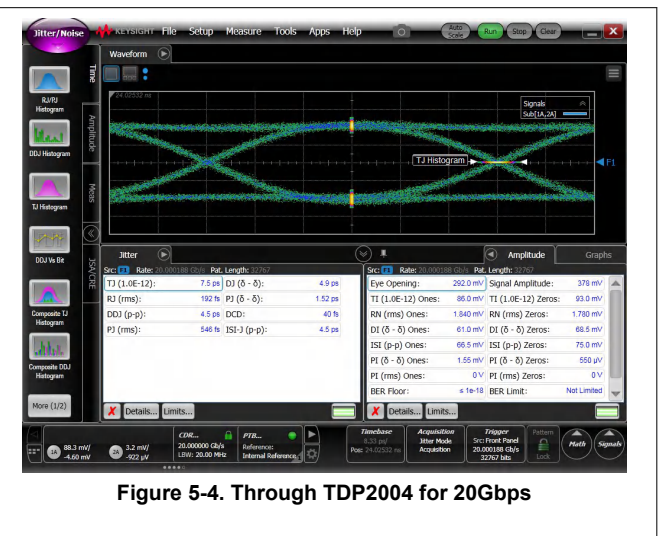 Jitter/Noise
KEYSIGHT File Setup Measure Tools Apps Help
Auto Scale Run Stop Clear
Waveform
Time
Amplitude
Meas
JSA/CRE
RJ/PJ Histogram
DDJ Histogram
TJ Histogram
DDJ Vs Bit
Composite TJ Histogram
Composite DDJ Histogram
More (1/2)
24.02532 ns
Signals
Sub[1A,2A]
TJ Histogram
F1
Jitter
Src: F1 Rate: 20.000188 Gb/s Pat. Length: 32767
TJ (1.0E-12): 7.5 ps DJ (δ - δ): 4.9 ps
RJ (rms): 192 fs PJ (δ - δ): 1.52 ps
DDJ (p-p): 4.5 ps DCD: 40 fs
PJ (rms): 546 fs ISI-J (p-p): 4.5 ps
Details... Limits...
Amplitude Graphs
Src: F1 Rate: 20.000188 Gb/s Pat. Length: 32767
Eye Opening: 292.0 mV Signal Amplitude: 378 mV
TI (1.0E-12) Ones: 86.0 mV TI (1.0E-12) Zeros: 93.0 mV
RN (rms) Ones: 1.840 mV RN (rms) Zeros: 1.780 mV
DI (δ - δ) Ones: 61.0 mV DI (δ - δ) Zeros: 68.5 mV
ISI (p-p) Ones: 66.5 mV ISI (p-p) Zeros: 75.0 mV
PI (δ - δ) Ones: 1.55 mV PI (δ - δ) Zeros: 550 µV
PI (rms) Ones: 0 V PI (rms) Zeros: 0 V
BER Floor: ≤ 1e-18 BER Limit: Not Limited
Details... Limits...
1A 88.3 mV/
-4.60 mV
2A 3.2 mV/
-922 µV
CDR...
20.000000 Gb/s
LBW: 20.00 MHz
PTB...
Reference:
Internal Reference
Timebase
8.33 ps/
Pos: 24.02532 ns
Acquisition
Jitter Mode
Acquisition
Trigger
Src: Front Panel
20.000188 Gb/s
32767 bits
Pattern
Lock
Math
Signals
Figure 5-4. Through TDP2004 for 20Gbps